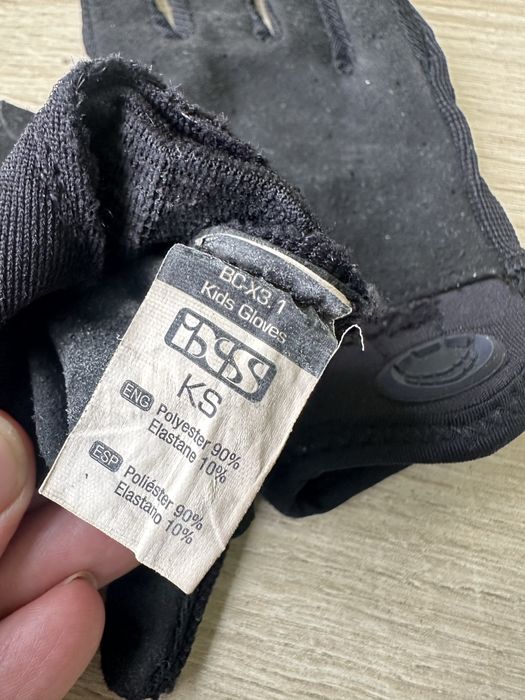 BC-X3.1
Kids Gloves
iXS
KS
ENG Polyester 90%
Elastane 10%
ESP Poliéster 90%
Elastano 10%